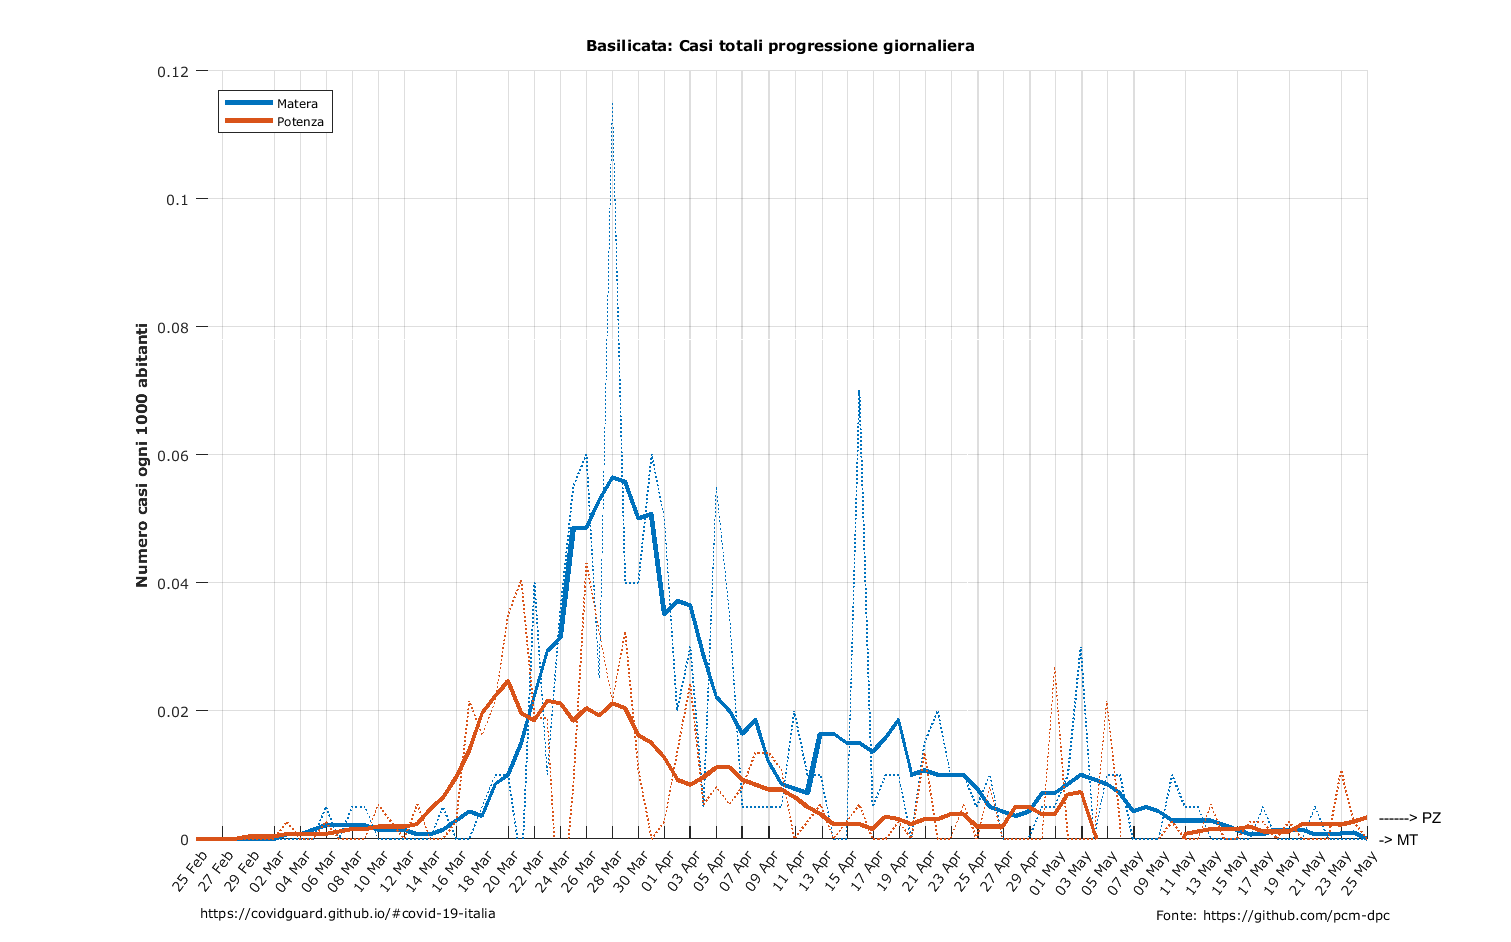 Basilicata: Casi totali progressione giornaliera
Matera
Potenza
Numero casi ogni 1000 abitanti
0.12
0.1
0.08
0.06
0.04
0.02
0
25 Feb
27 Feb
29 Feb
02 Mar
04 Mar
06 Mar
08 Mar
10 Mar
12 Mar
14 Mar
16 Mar
18 Mar
20 Mar
22 Mar
24 Mar
26 Mar
28 Mar
30 Mar
01 Apr
03 Apr
05 Apr
07 Apr
09 Apr
11 Apr
13 Apr
15 Apr
17 Apr
19 Apr
21 Apr
23 Apr
25 Apr
27 Apr
29 Apr
01 May
03 May
05 May
07 May
09 May
11 May
13 May
15 May
17 May
19 May
21 May
23 May
25 May
------> PZ
-> MT
https://covidguard.github.io/#covid-19-italia
Fonte: https://github.com/pcm-dpc